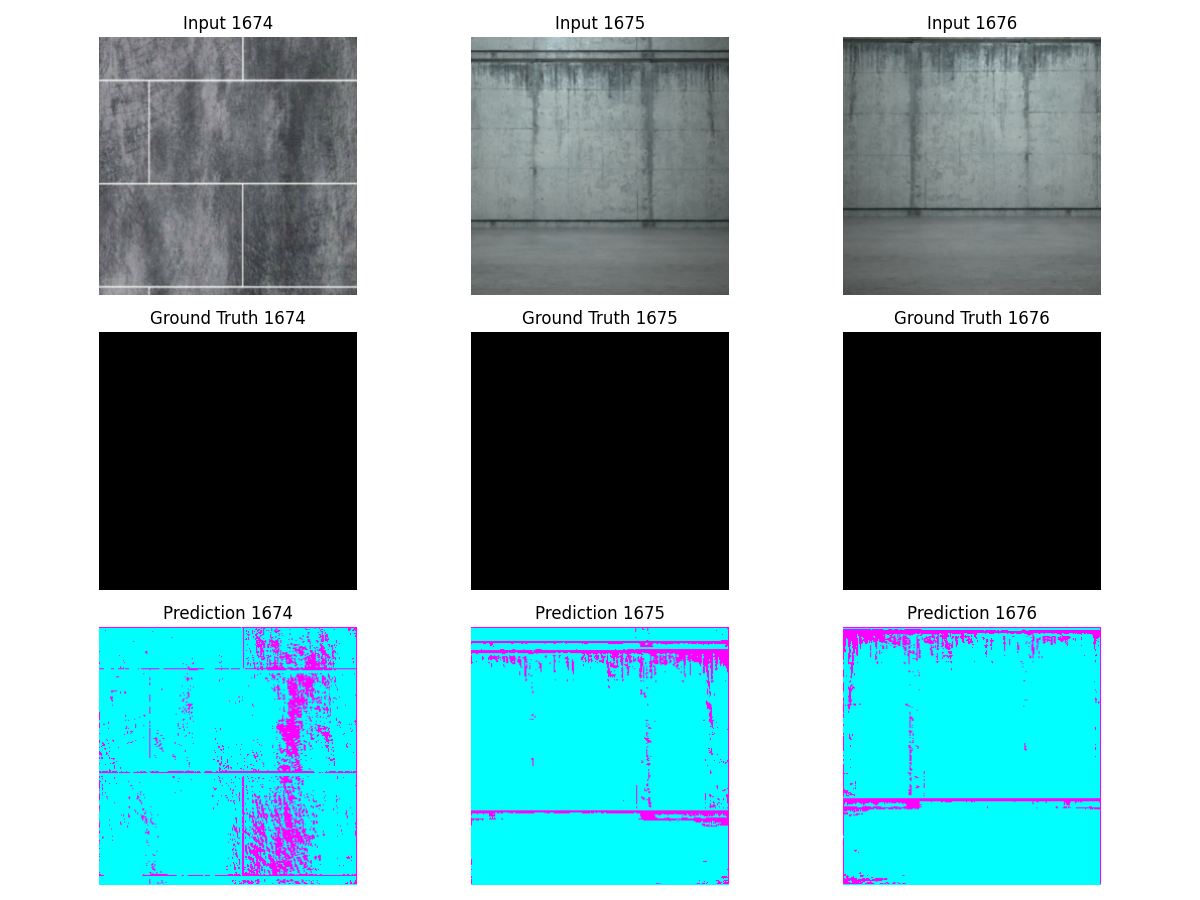 Input 1674
Input 1675
Input 1676
Ground Truth 1674
Ground Truth 1675
Ground Truth 1676
Prediction 1674
Prediction 1675
Prediction 1676